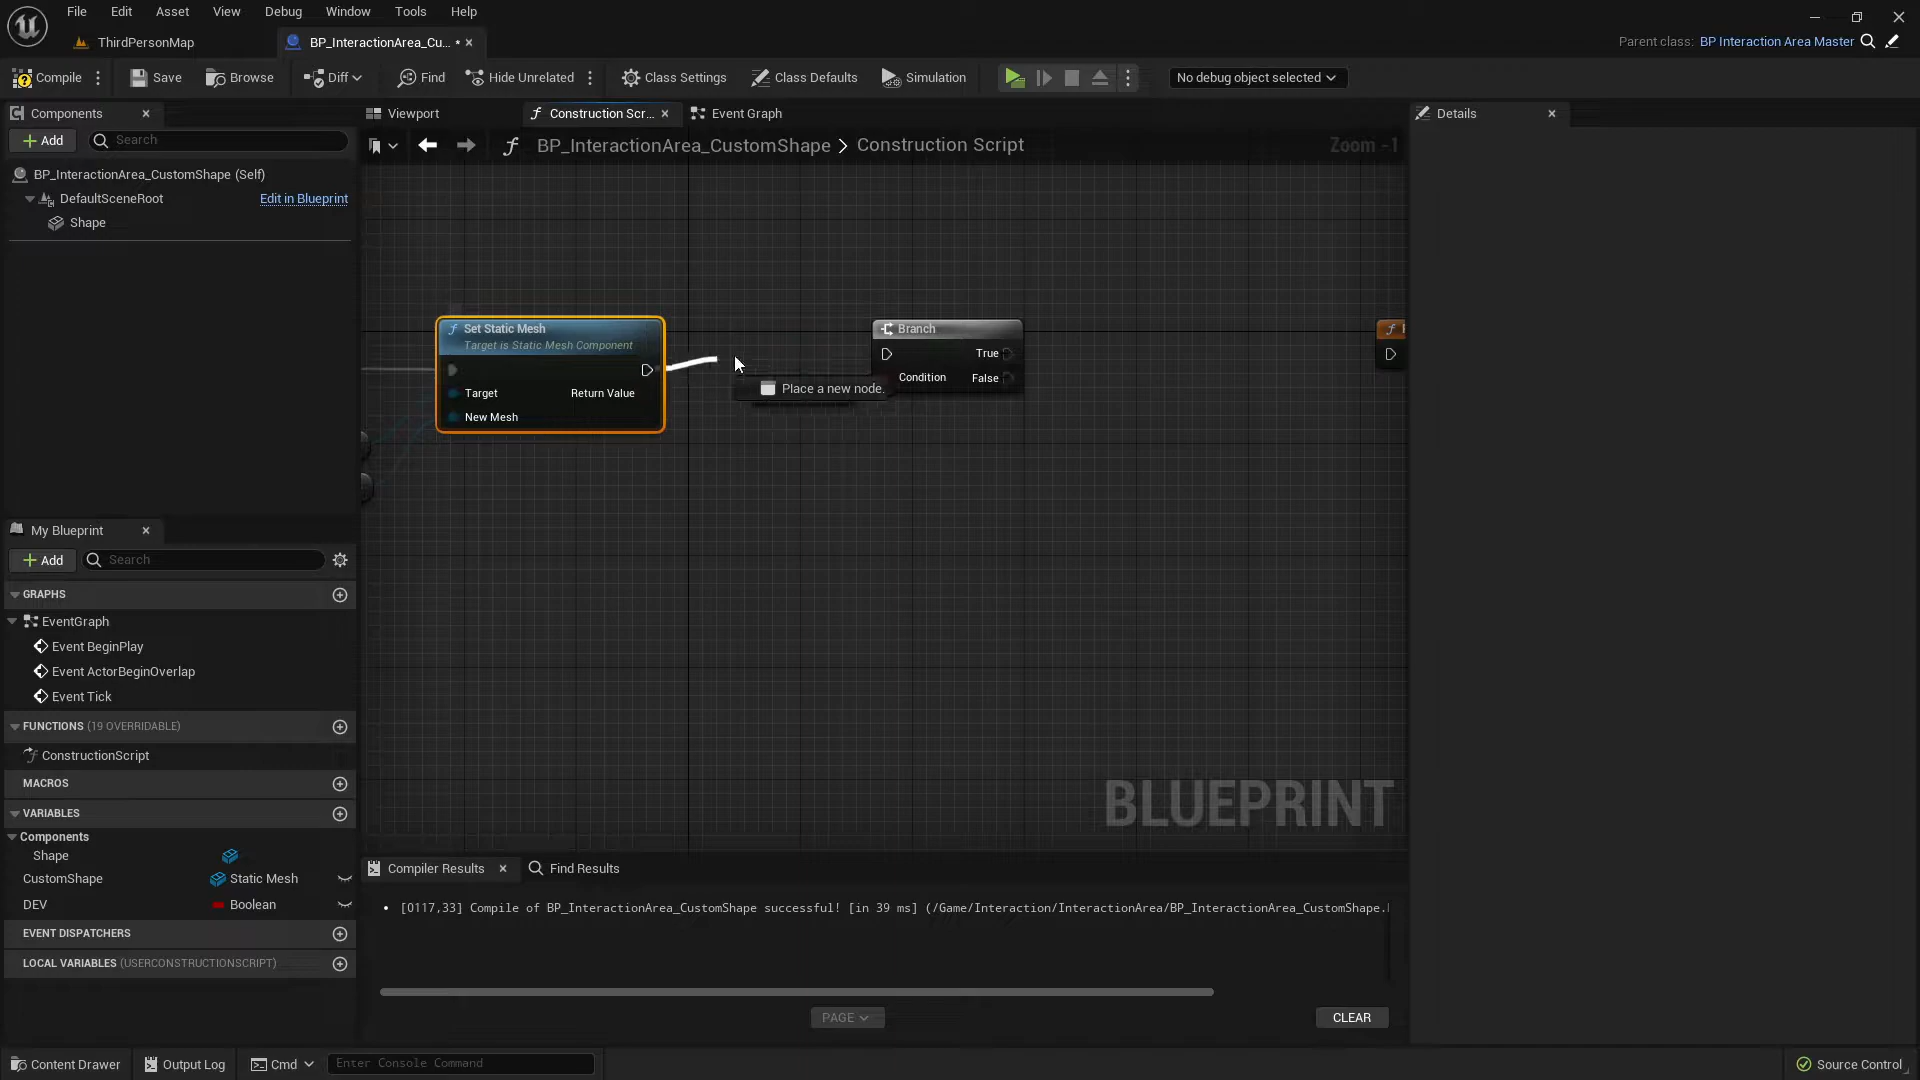 File Edit Asset View Debug Window Tools Help
ThirdPersonMap
BP_InteractionArea_Cu... *
Parent class: BP Interaction Area Master
Compile Save Browse Diff Find Hide Unrelated Class Settings Class Defaults Simulation No debug object selected
Components
Viewport
Construction Scr...
Event Graph
Details
Add
Search
BP_InteractionArea_CustomShape > Construction Script
Zoom -1
BP_InteractionArea_CustomShape (Self)
DefaultSceneRoot
Edit in Blueprint
Shape
Set Static Mesh
Target is Static Mesh Component
Target
Return Value
New Mesh
Place a new node.
Branch
True
Condition
False
My Blueprint
Add
Search
GRAPHS
EventGraph
Event BeginPlay
Event ActorBeginOverlap
Event Tick
FUNCTIONS (19 OVERRIDABLE)
ConstructionScript
MACROS
VARIABLES
Components
Shape
CustomShape
Static Mesh
DEV
Boolean
EVENT DISPATCHERS
LOCAL VARIABLES (USERCONSTRUCTIONSCRIPT)
BLUEPRINT
Compiler Results
Find Results
[0117,33] Compile of BP_InteractionArea_CustomShape successful! [in 39 ms] (/Game/Interaction/InteractionArea/BP_InteractionArea_CustomShape.
PAGE
CLEAR
Content Drawer
Output Log
Cmd
Enter Console Command
Source Control